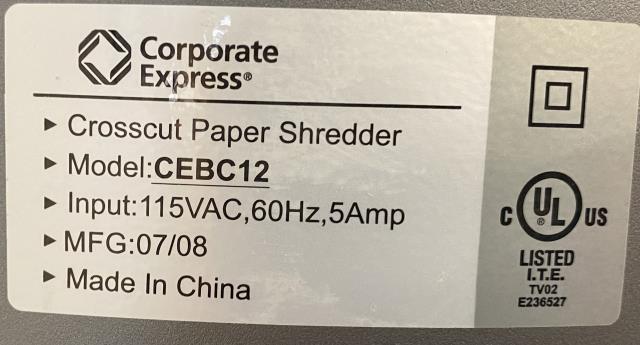 Corporate
Express®
▸ Crosscut Paper Shredder
▸ Model:CEBC12
▸ Input:115VAC,60Hz,5Amp
▸ MFG:07/08
▸ Made In China
C UL® US
LISTED
I.T.E.
TV02
E236527